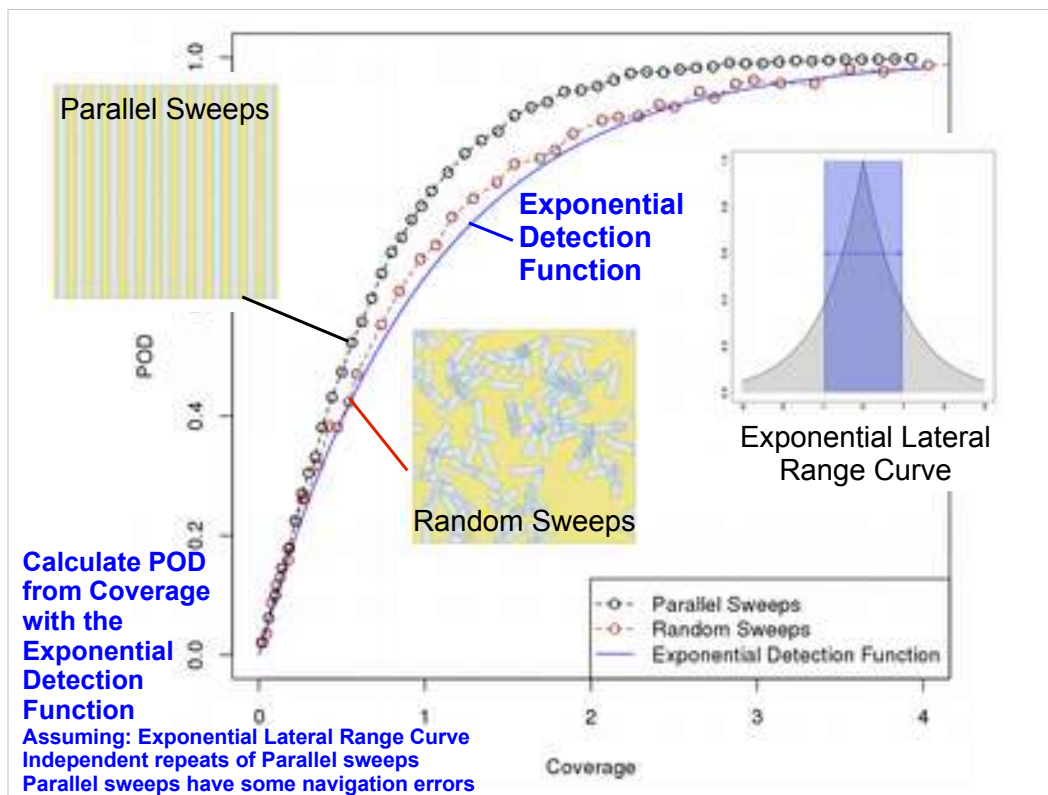 1.0
Parallel Sweeps
Exponential
Detection
Function
POD
0.4
Exponential Lateral
Range Curve
Random Sweeps
0.2
Calculate POD
from Coverage
with the
Exponential
Detection
Function
Parallel Sweeps
Random Sweeps
Exponential Detection Function
0.0
0 1 2 3 4
Assuming: Exponential Lateral Range Curve
Independent repeats of Parallel sweeps
Parallel sweeps have some navigation errors
Coverage